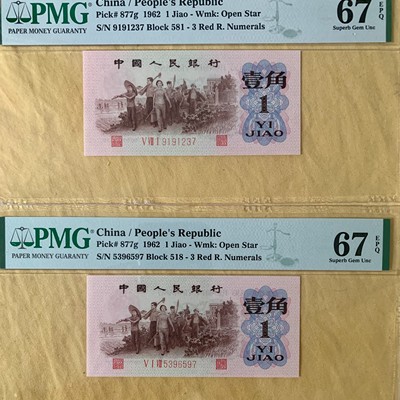 PMG
PAPER MONEY GUARANTY
China / People's Republic
Pick# 877g 1962 1 Jiao - Wmk: Open Star
S/N 9191237 Block 581 - 3 Red R. Numerals
67 EPQ
Superb Gem Unc
中国人民银行
壹角
1
YI
JIAO
V VIII I 9191237
PMG
PAPER MONEY GUARANTY
China / People's Republic
Pick# 877g 1962 1 Jiao - Wmk: Open Star
S/N 5396597 Block 518 - 3 Red R. Numerals
67 EPQ
Superb Gem Unc
中国人民银行
壹角
1
YI
JIAO
V I VIII 5396597